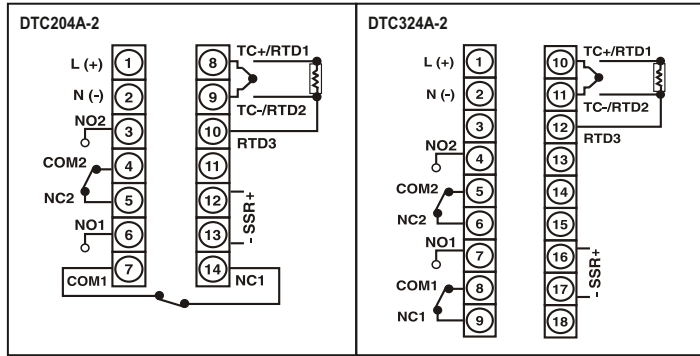 DTC204A-2
L (+) 1
N (-) 2
NO2 3
COM2 4
NC2 5
NO1 6
COM1 7
8 TC+/RTD1
9 TC-/RTD2
10 RTD3
11
12
13
- SSR+
14 NC1
DTC324A-2
L (+) 1
N (-) 2
3
NO2 4
COM2 5
NC2 6
NO1 7
COM1 8
NC1 9
10 TC+/RTD1
11 TC-/RTD2
12 RTD3
13
14
15
16
17
- SSR+
18